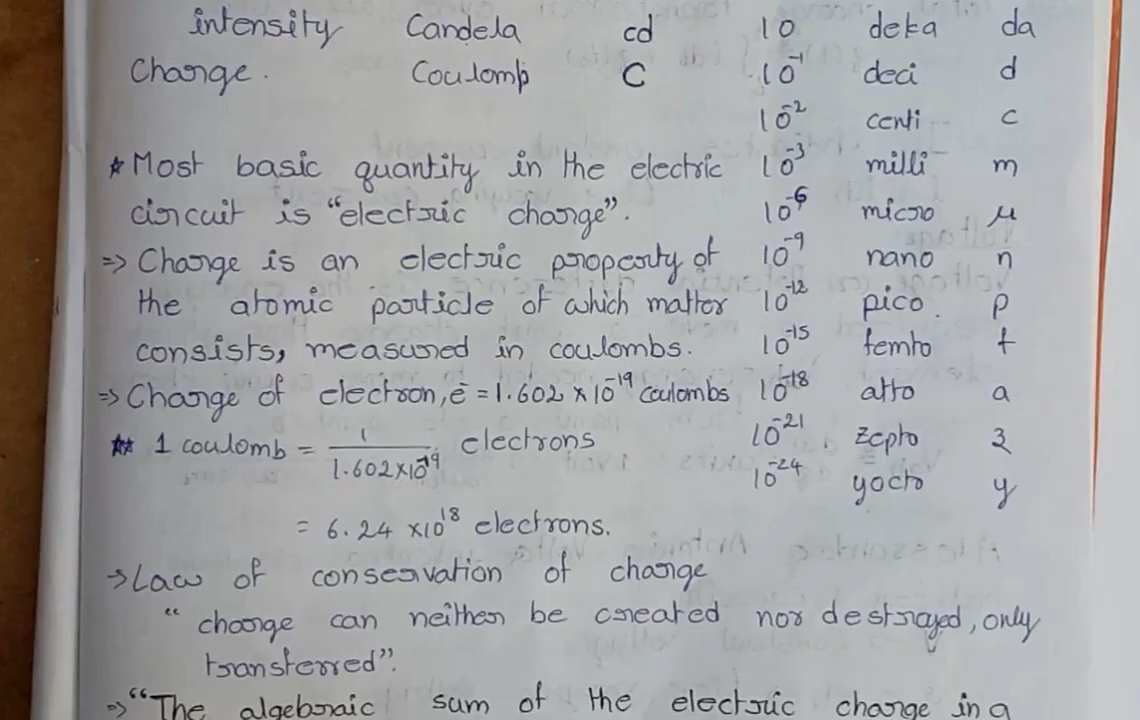 intensity Candela cd 10 deka da
Charge. Coulomb C 10⁻¹ deci d
10⁻² centi c
* Most basic quantity in the electric 10⁻³ milli m
circuit is "electric charge". 10⁻⁶ micro μ
=> Charge is an electric property of 10⁻⁹ nano n
the atomic particle of which matter 10⁻¹² pico. p
consists, measured in coulombs. 10⁻¹⁵ femto f
=> Charge of electron, e⁻ = 1.602 × 10⁻¹⁹ Coulombs 10⁻¹⁸ atto a
** 1 coulomb = 1 / 1.602×10⁻¹⁹ electrons 10⁻²¹ zepto z
10⁻²⁴ yocto y
= 6.24 ×10¹⁸ electrons.
→ Law of conservation of charge
"charge can neither be created nor destroyed, only
transferred".
=> "The algebraic sum of the electric charge in a